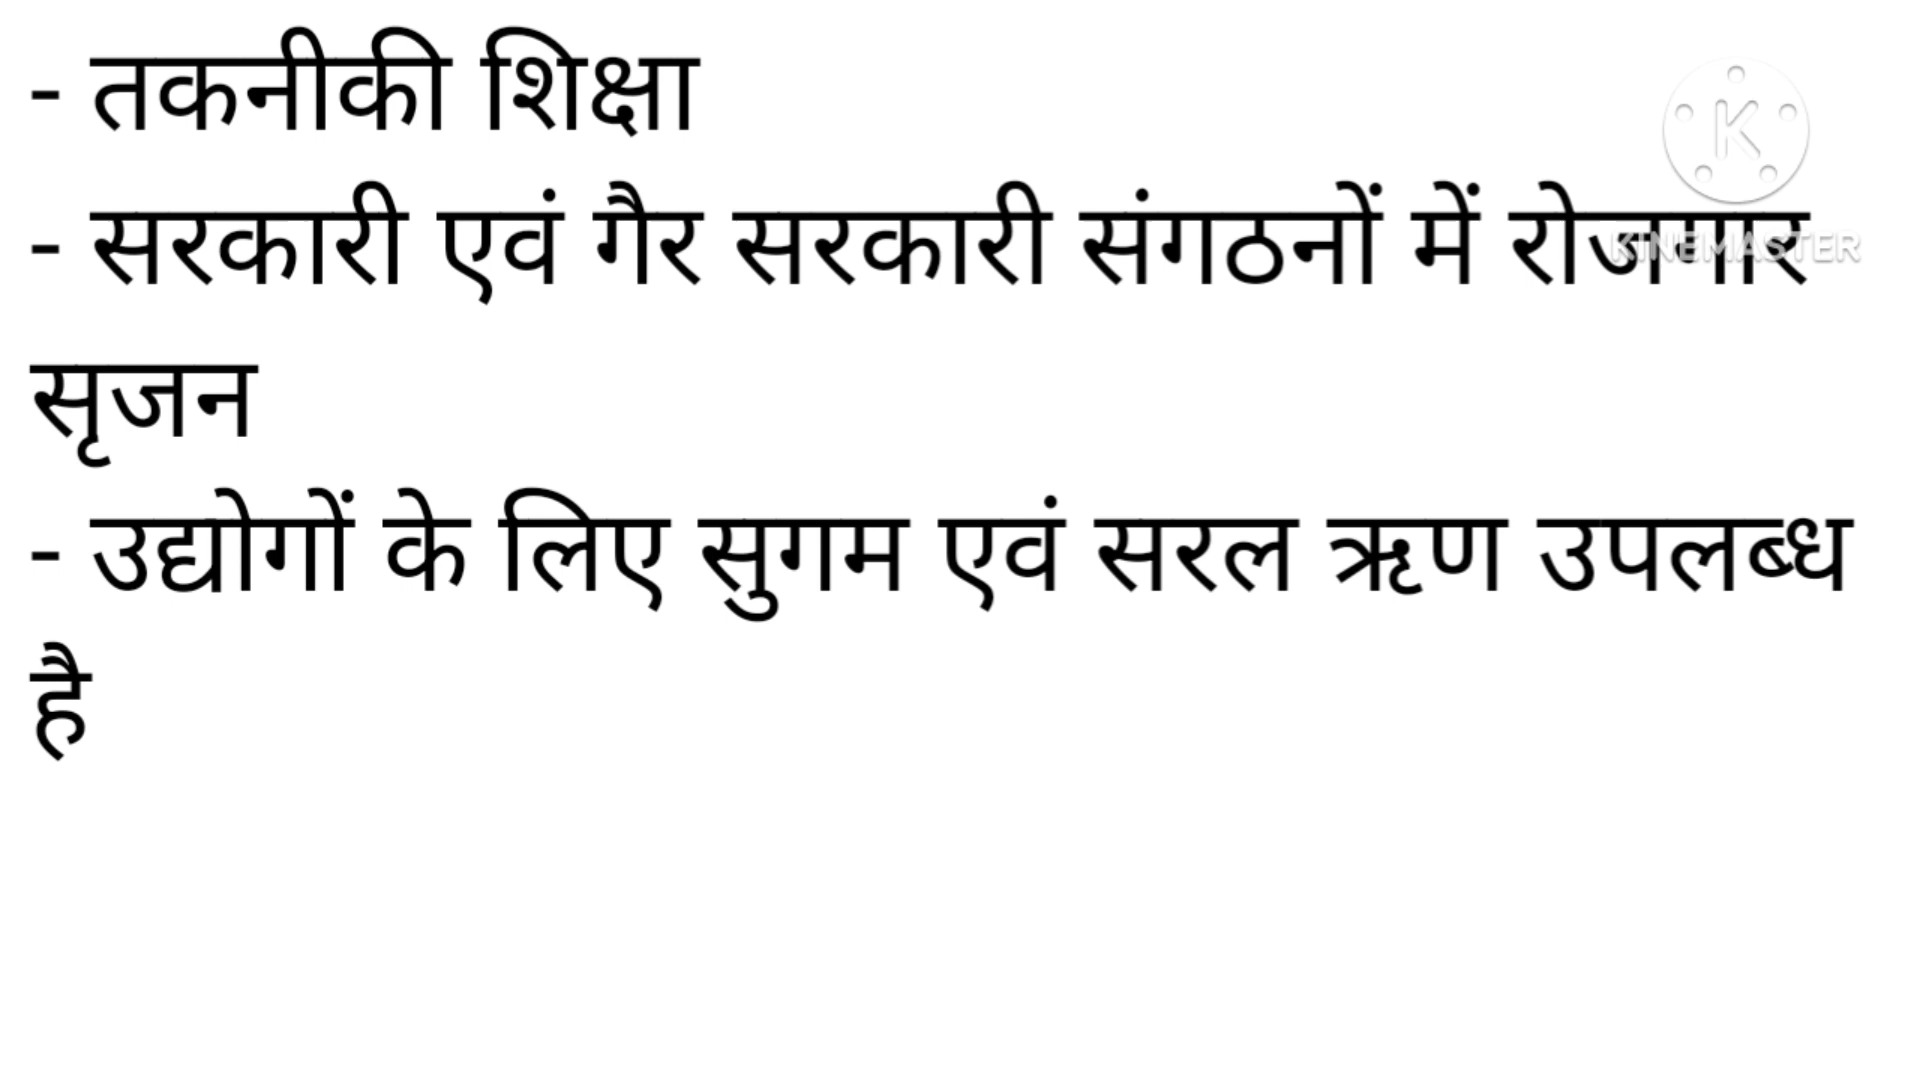 - तकनीकी शिक्षा
- सरकारी एवं गैर सरकारी संगठनों में रोजगार
KINEMASTER
सृजन
- उद्योगों के लिए सुगम एवं सरल ऋण उपलब्ध
है